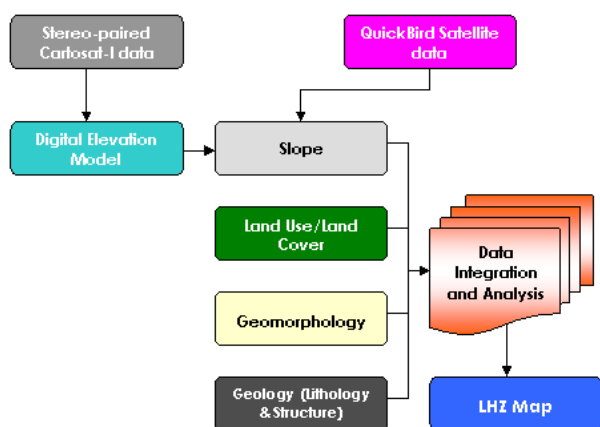 Stereo-paired
Cartosat-I data
QuickBird Satellite
data
Digital Elevation
Model
Slope
Land Use/Land
Cover
Data
Integration
and Analysis
Geomorphology
Geology (Lithology
&Structure)
LHZ Map